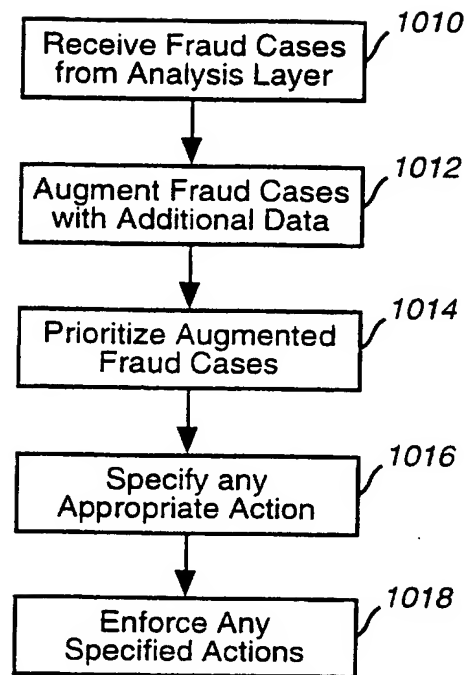 1010
Receive Fraud Cases
from Analysis Layer
1012
Augment Fraud Cases
with Additional Data
1014
Prioritize Augmented
Fraud Cases
1016
Specify any
Appropriate Action
1018
Enforce Any
Specified Actions